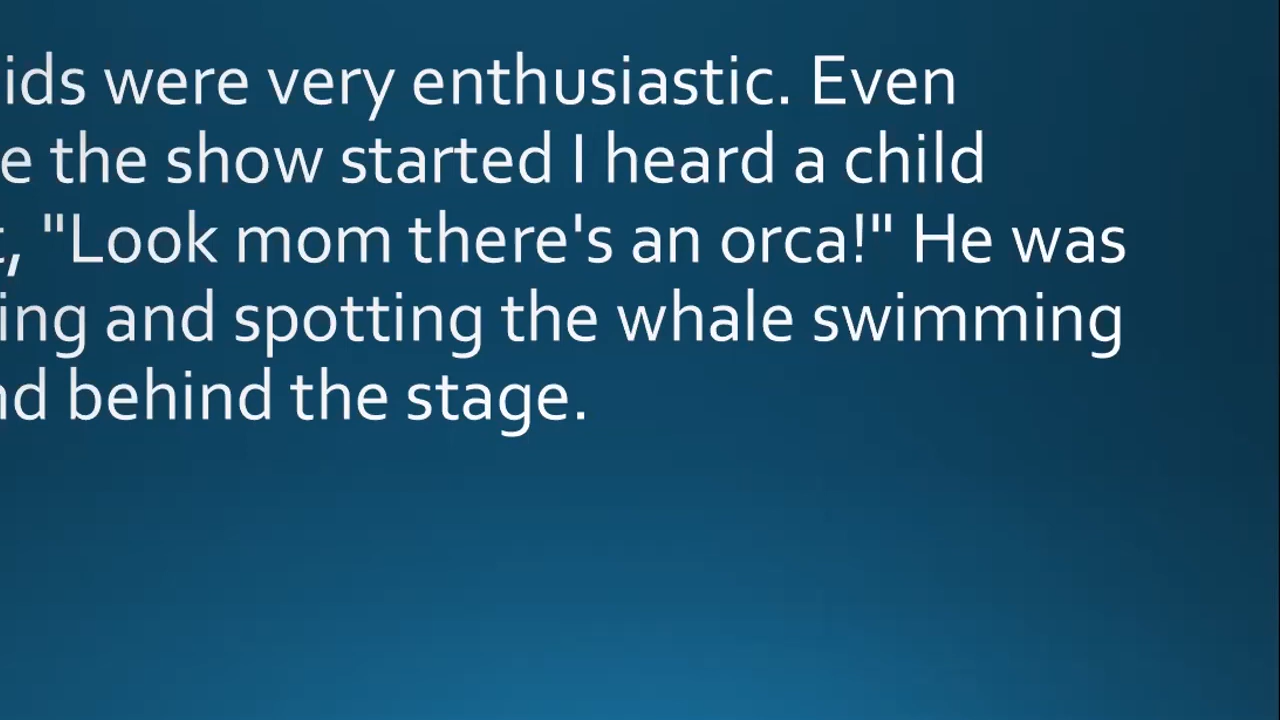 ids were very enthusiastic. Even
e the show started I heard a child
t, "Look mom there's an orca!" He was
ing and spotting the whale swimming
nd behind the stage.